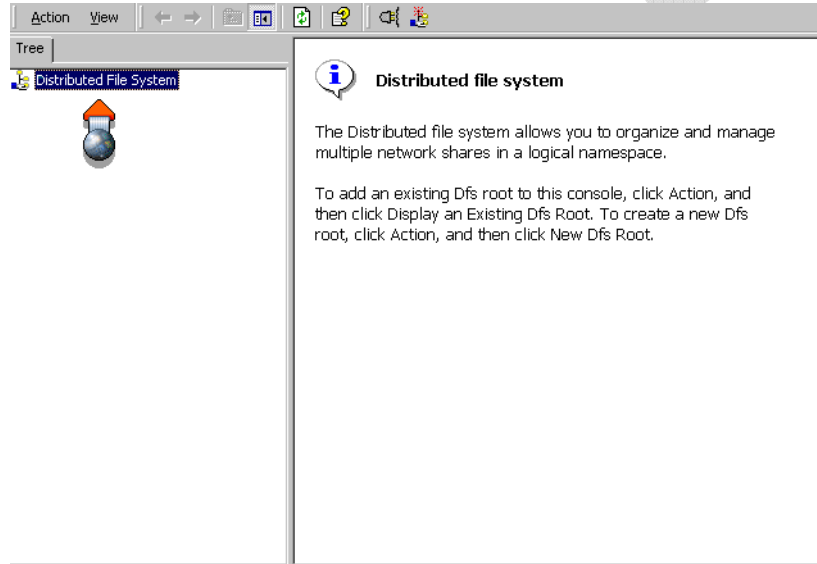 Action View
Tree
Distributed File System
Distributed file system
The Distributed file system allows you to organize and manage
multiple network shares in a logical namespace.
To add an existing Dfs root to this console, click Action, and
then click Display an Existing Dfs Root. To create a new Dfs
root, click Action, and then click New Dfs Root.